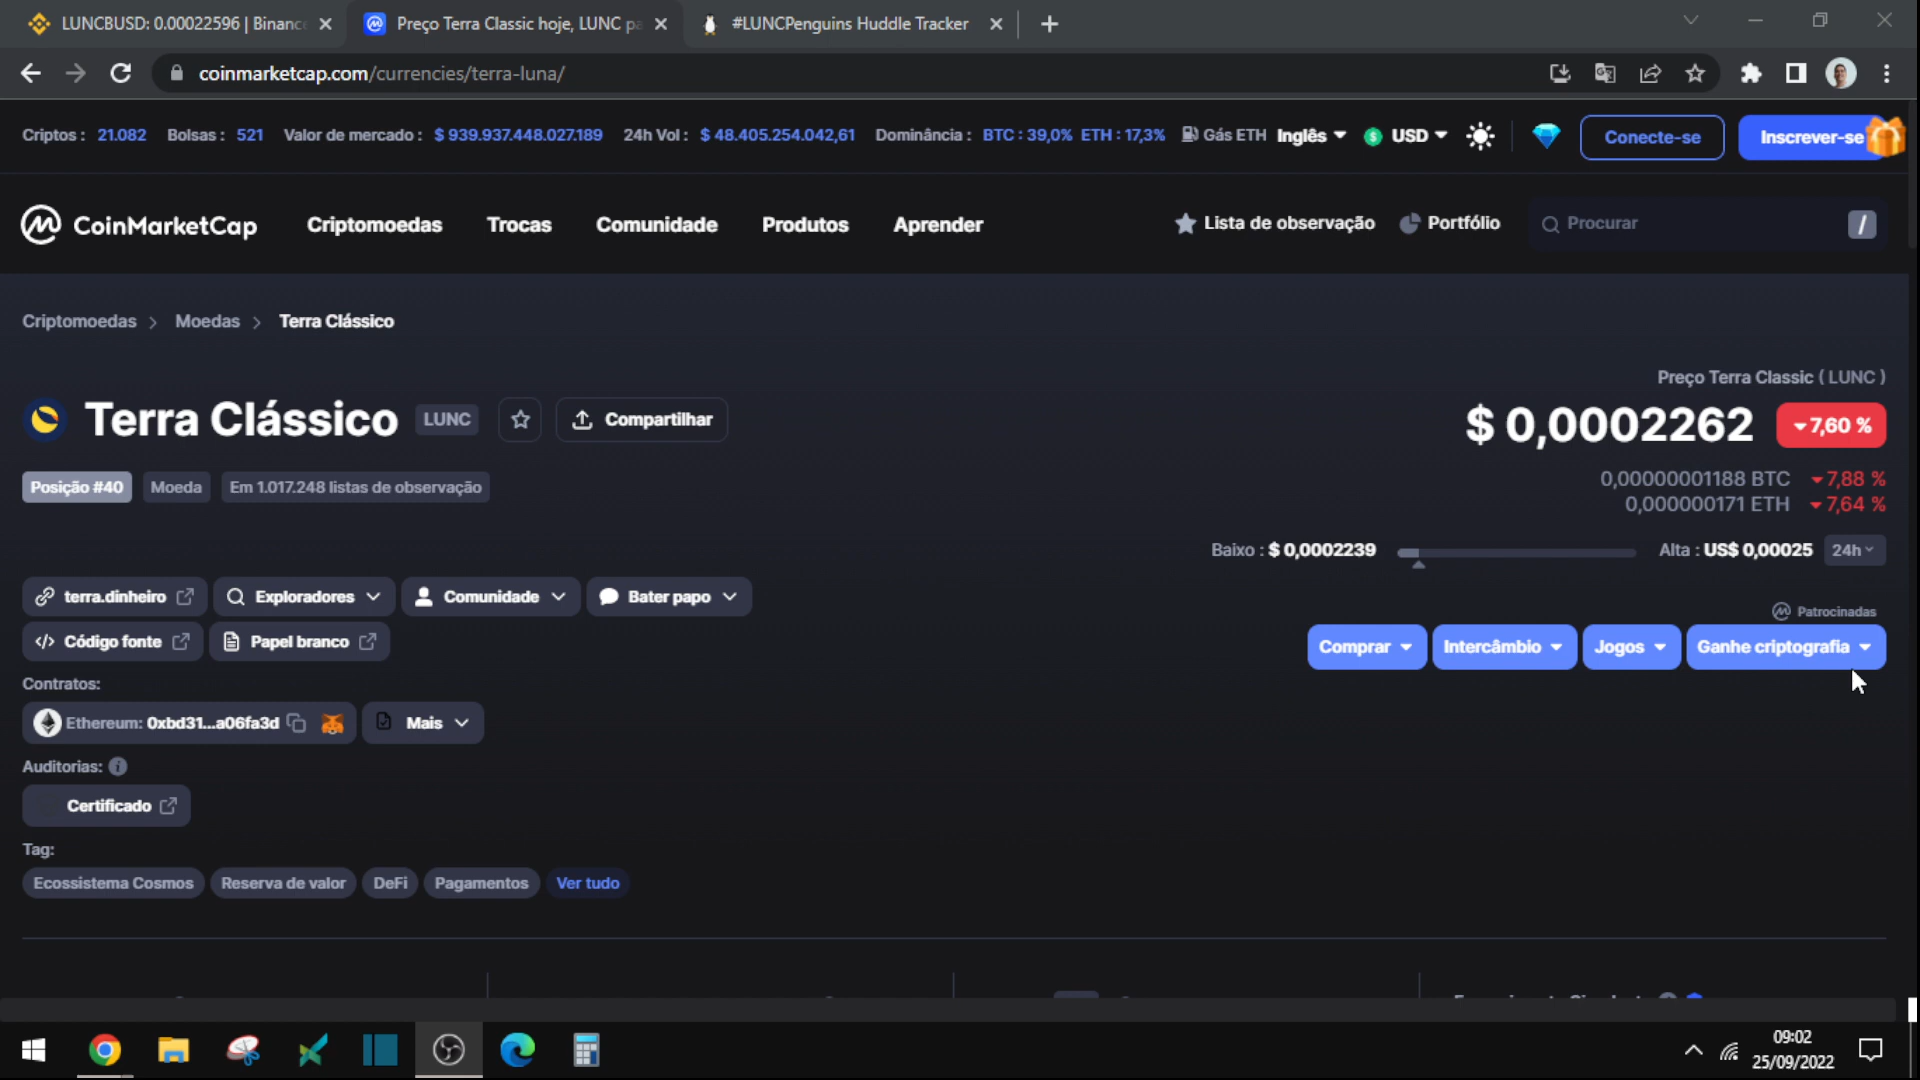 LUNCBUSD: 0.00022596 | Binanc
Preço Terra Classic hoje, LUNC pa
#LUNCPenguins Huddle Tracker
coinmarketcap.com/currencies/terra-luna/
Criptos : 21.082 Bolsas : 521 Valor de mercado : $ 939.937.448.027.189 24h Vol : $ 48.405.254.042,61 Dominância : BTC : 39,0% ETH : 17,3% Gás ETH Inglês USD Conecte-se Inscrever-se
CoinMarketCap Criptomoedas Trocas Comunidade Produtos Aprender Lista de observação Portfólio Procurar /
Criptomoedas > Moedas > Terra Clássico
Preço Terra Classic ( LUNC )
Terra Clássico LUNC Compartilhar
$ 0,0002262 7,60 %
Posição #40 Moeda Em 1.017.248 listas de observação
0,00000001188 BTC 7,88 %
0,000000171 ETH 7,64 %
Baixo : $ 0,0002239 Alta : US$ 0,00025 24h
terra.dinheiro Exploradores Comunidade Bater papo
Patrocinadas
Código fonte Papel branco
Comprar Intercâmbio Jogos Ganhe criptografia
Contratos:
Ethereum: 0xbd31...a06fa3d Mais
Auditorias:
Certificado
Tag:
Ecossistema Cosmos Reserva de valor DeFi Pagamentos Ver tudo
09:02
25/09/2022